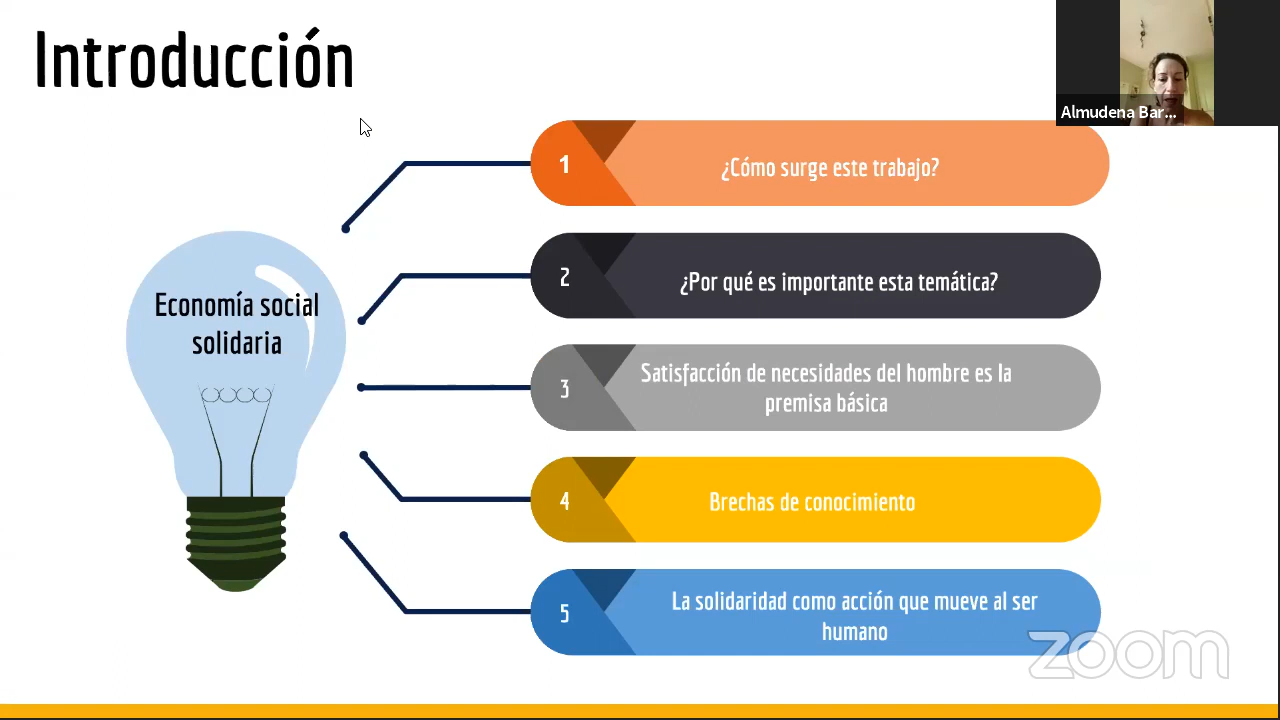 Introducción
Almudena Bar...
1
¿Cómo surge este trabajo?
2
¿Por qué es importante esta temática?
Economía social
solidaria
3
Satisfacción de necesidades del hombre es la
premisa básica
4
Brechas de conocimiento
5
La solidaridad como acción que mueve al ser
humano
zoom